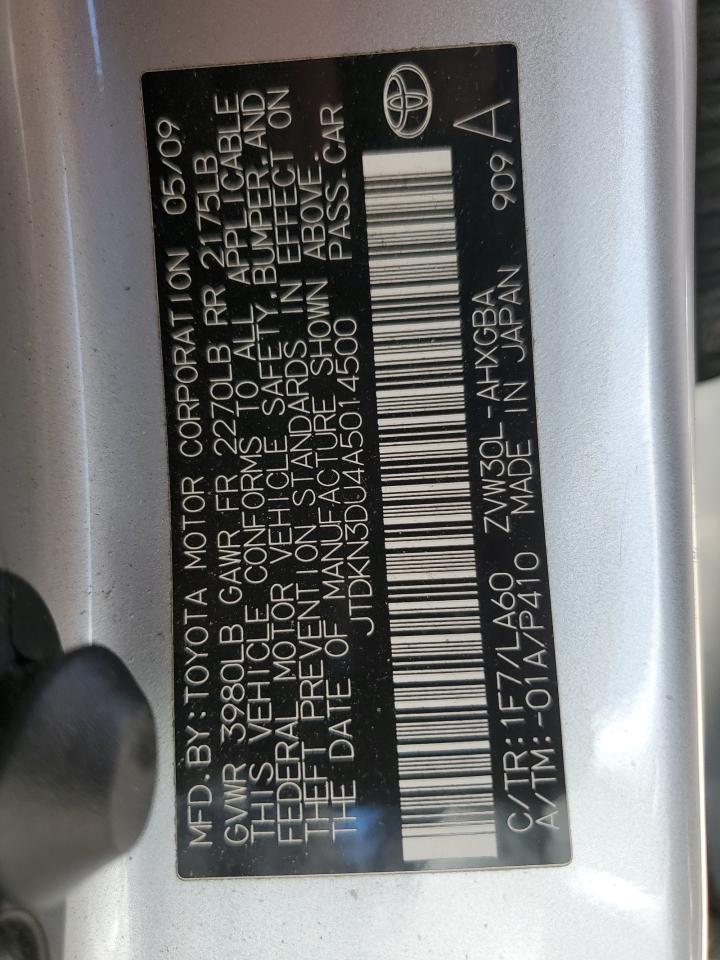 MFD.BY:TOYOTA MOTOR CORPORATION 05/09
GVWR 3980LB GAWR FR 2270LB RR 2175LB
THIS VEHICLE CONFORMS TO ALL APPLICABLE
FEDERAL MOTOR VEHICLE SAFETY,BUMPER,AND
THEFT PREVENTION STANDARDS IN EFFECT ON
THE DATE OF MANUFACTURE SHOWN ABOVE.
JTDKN3DU4A5014500 PASS.CAR
C/TR:1F7/LA60 ZVW30L-AHXGBA 909
A/TM:-01A/P410 MADE IN JAPAN A